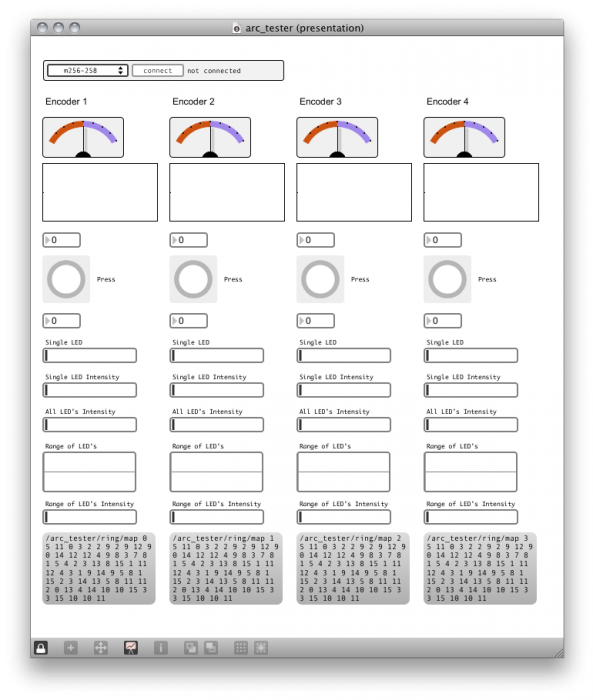 arc_tester (presentation)
m256-258 connect not connected
Encoder 1 Encoder 2 Encoder 3 Encoder 4
0 0 0 0
Press Press Press Press
0 0 0 0
Single LED Single LED Single LED Single LED
Single LED Intensity Single LED Intensity Single LED Intensity Single LED Intensity
All LED's Intensity All LED's Intensity All LED's Intensity All LED's Intensity
Range of LED's Range of LED's Range of LED's Range of LED's
Range of LED's Intensity Range of LED's Intensity Range of LED's Intensity Range of LED's Intensity
/arc_tester/ring/map 0
5 11 0 3 2 2 9 2 9 12 9
0 14 12 12 4 9 8 3 7 8
1 5 4 2 3 13 8 15 1 11
12 4 3 1 9 14 9 5 8 1
15 2 3 14 13 5 8 11 11
2 0 13 4 3 14 10 10 15 3
3 15 10 10 11
/arc_tester/ring/map 1
5 11 0 3 2 2 9 2 9 12 9
0 14 12 12 4 9 8 3 7 8
1 5 4 2 3 13 8 15 1 11
12 4 3 1 9 14 9 5 8 1
15 2 3 14 13 5 8 11 11
2 0 13 4 3 14 10 10 15 3
3 15 10 10 11
/arc_tester/ring/map 2
5 11 0 3 2 2 9 2 9 12 9
0 14 12 12 4 9 8 3 7 8
1 5 4 2 3 13 8 15 1 11
12 4 3 1 9 14 9 5 8 1
15 2 3 14 13 5 8 11 11
2 0 13 4 3 14 10 10 15 3
3 15 10 10 11
/arc_tester/ring/map 3
5 11 0 3 2 2 9 2 9 12 9
0 14 12 12 4 9 8 3 7 8
1 5 4 2 3 13 8 15 1 11
12 4 3 1 9 14 9 5 8 1
15 2 3 14 13 5 8 11 11
2 0 13 4 3 14 10 10 15 3
3 15 10 10 11